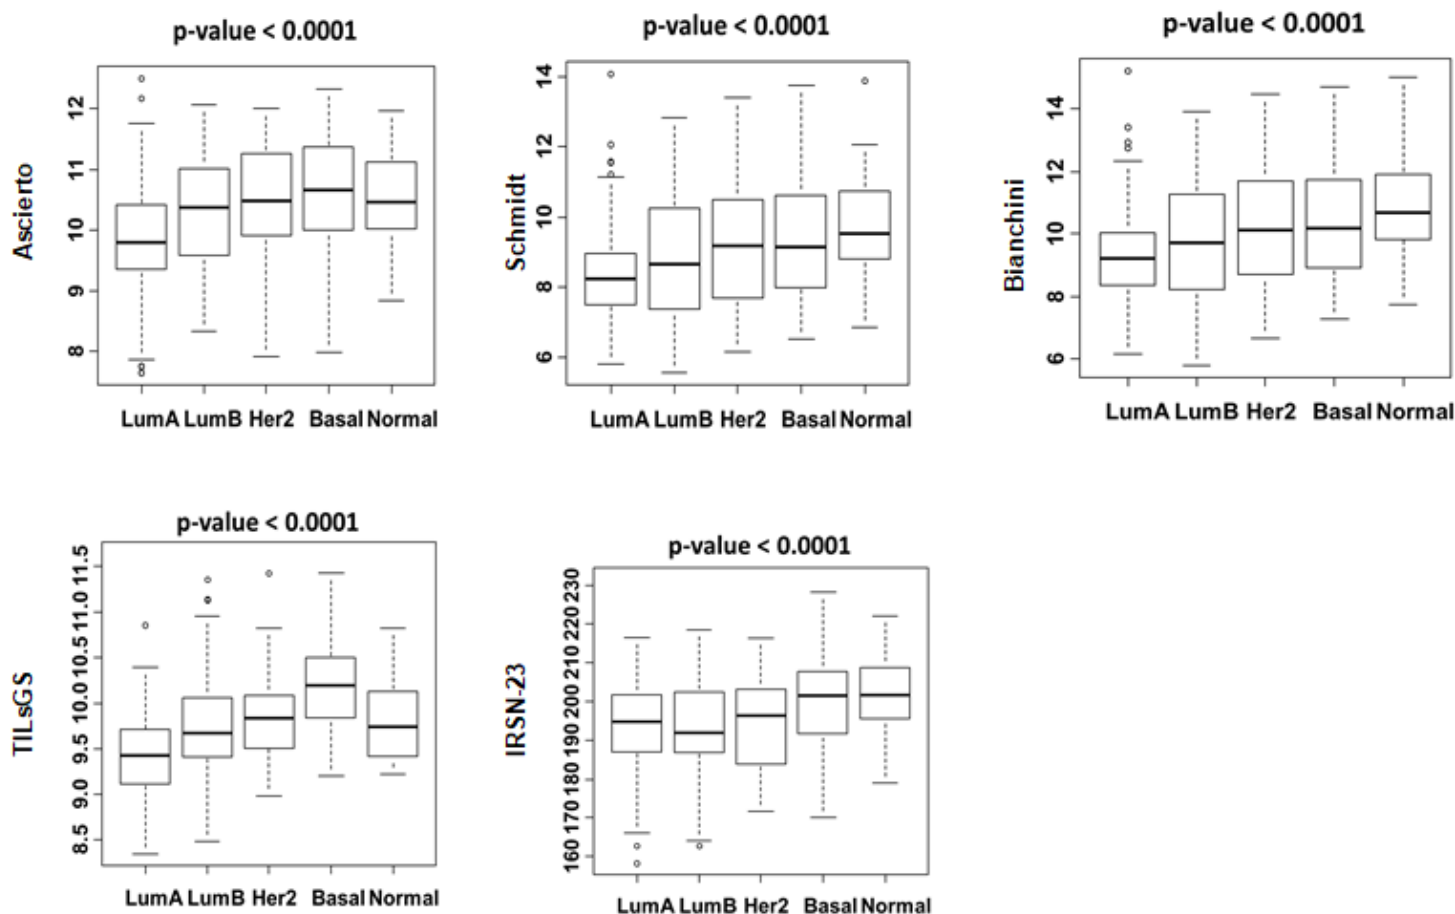 p-value < 0.0001
Ascierto
12
11
10
9
8
LumA LumB Her2 Basal Normal
p-value < 0.0001
Schmidt
14
12
10
8
6
LumA LumB Her2 Basal Normal
p-value < 0.0001
Bianchini
14
12
10
8
6
LumA LumB Her2 Basal Normal
p-value < 0.0001
TILsGS
11.5
11.0
10.5
10.0
9.5
9.0
8.5
LumA LumB Her2 Basal Normal
p-value < 0.0001
IRSN-23
230
220
210
200
190
180
170
160
LumA LumB Her2 Basal Normal